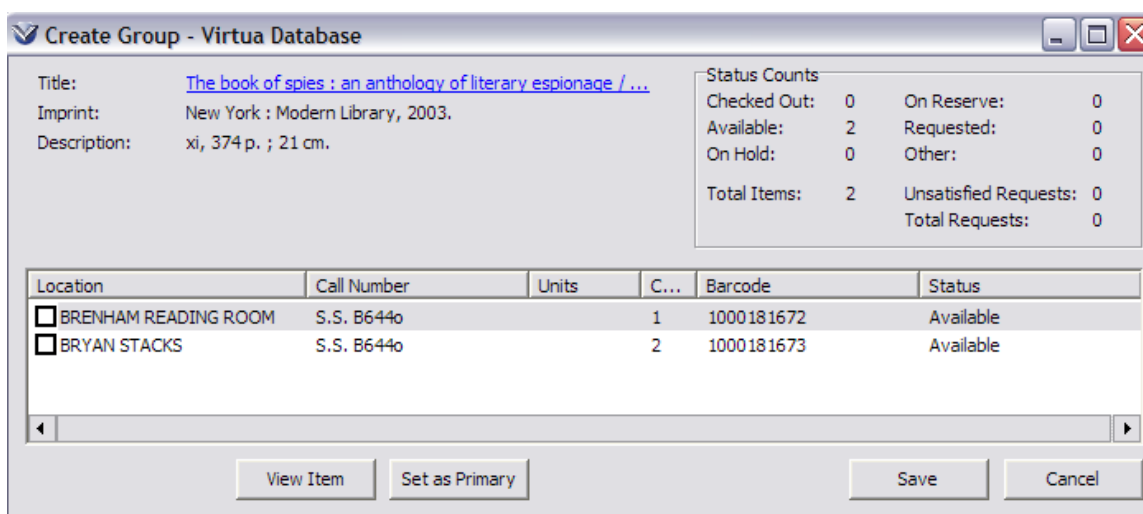 Create Group - Virtua Database
Title: The book of spies : an anthology of literary espionage / ...
Imprint: New York : Modern Library, 2003.
Description: xi, 374 p. ; 21 cm.
Status Counts
Checked Out: 0 On Reserve: 0
Available: 2 Requested: 0
On Hold: 0 Other: 0
Total Items: 2 Unsatisfied Requests: 0
Total Requests: 0
Location Call Number Units C... Barcode Status
BRENHAM READING ROOM S.S. B644o 1 1000181672 Available
BRYAN STACKS S.S. B644o 2 1000181673 Available
View Item Set as Primary Save Cancel